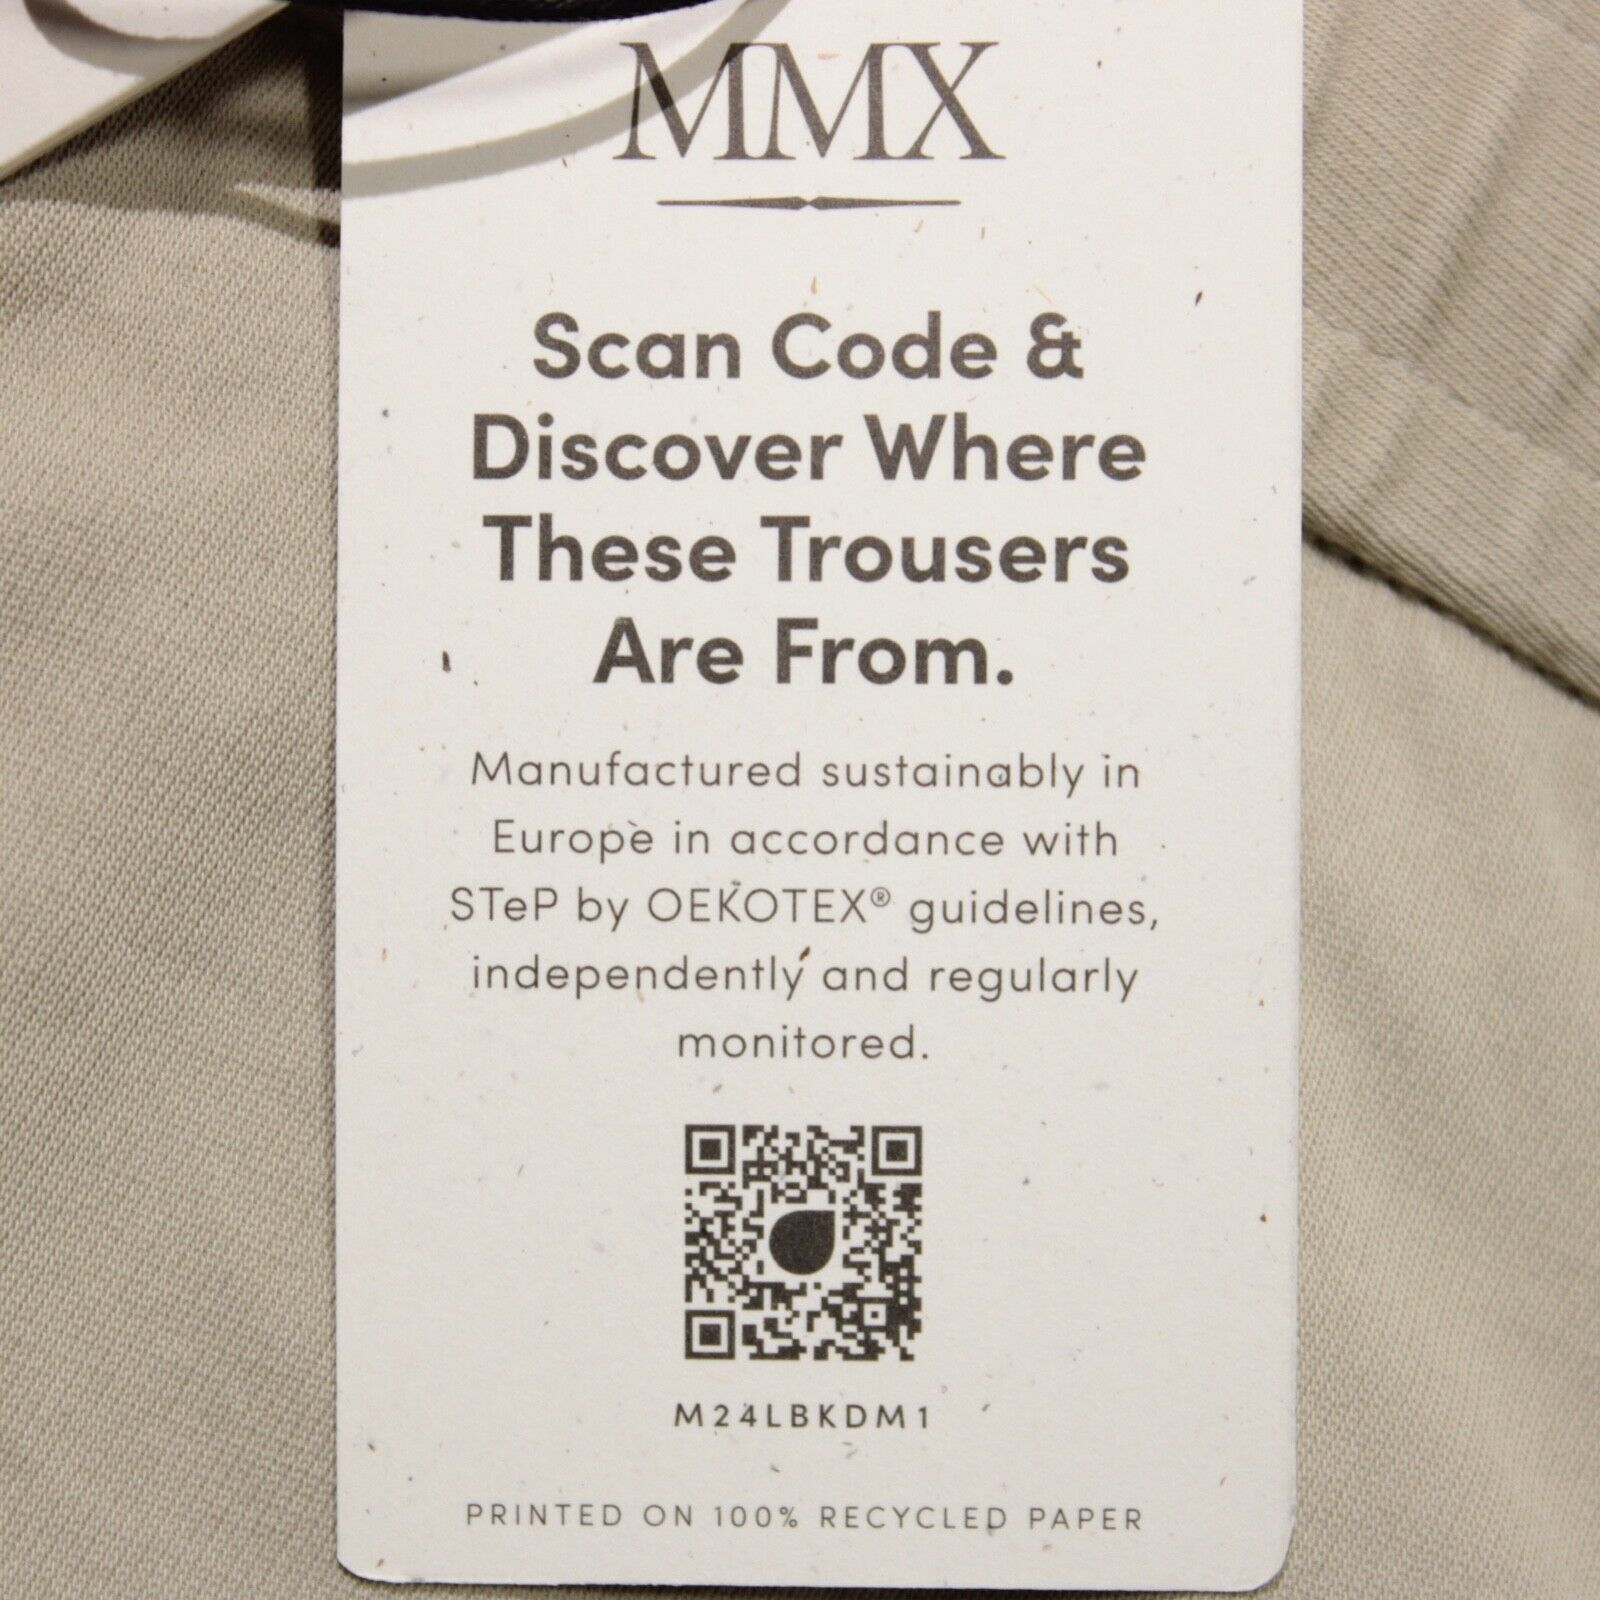 MMX
Scan Code &
Discover Where
These Trousers
Are From.
Manufactured sustainably in
Europe in accordance with
STeP by OEKOTEX® guidelines,
independently and regularly
monitored.
M24LBKDM1
PRINTED ON 100% RECYCLED PAPER